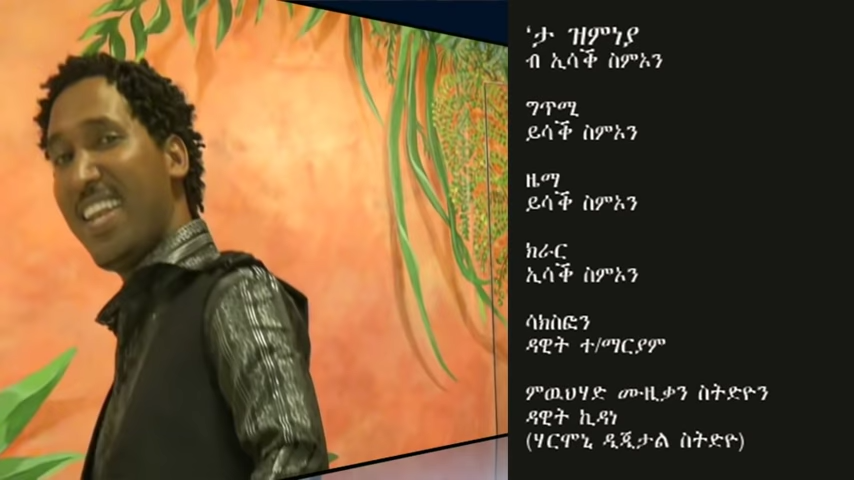 ‘ታ ዝምነያ
ብ ኢሳቕ ስምኦን
ግጥሚ
ይሳቕ ስምኦን
ዜማ
ይሳቕ ስምኦን
ክራር
ኢሳቕ ስምኦን
ሳክስፎን
ዳዊት ተ/ማርያም
ምዉህሃድ ሙዚቃን ስትድዮን
ዳዊት ኪዳነ
(ሃርሞኒ ዲጂታል ስትድዮ)